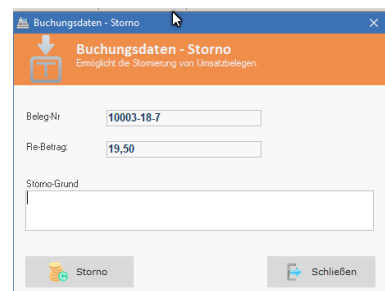 Buchungsdaten - Storno
Buchungsdaten - Storno
Ermöglicht die Stornierung von Umsatzbelegen.
Beleg-Nr 10003-18-7
Re-Betrag: 19,50
Storno-Grund
Storno Schließen